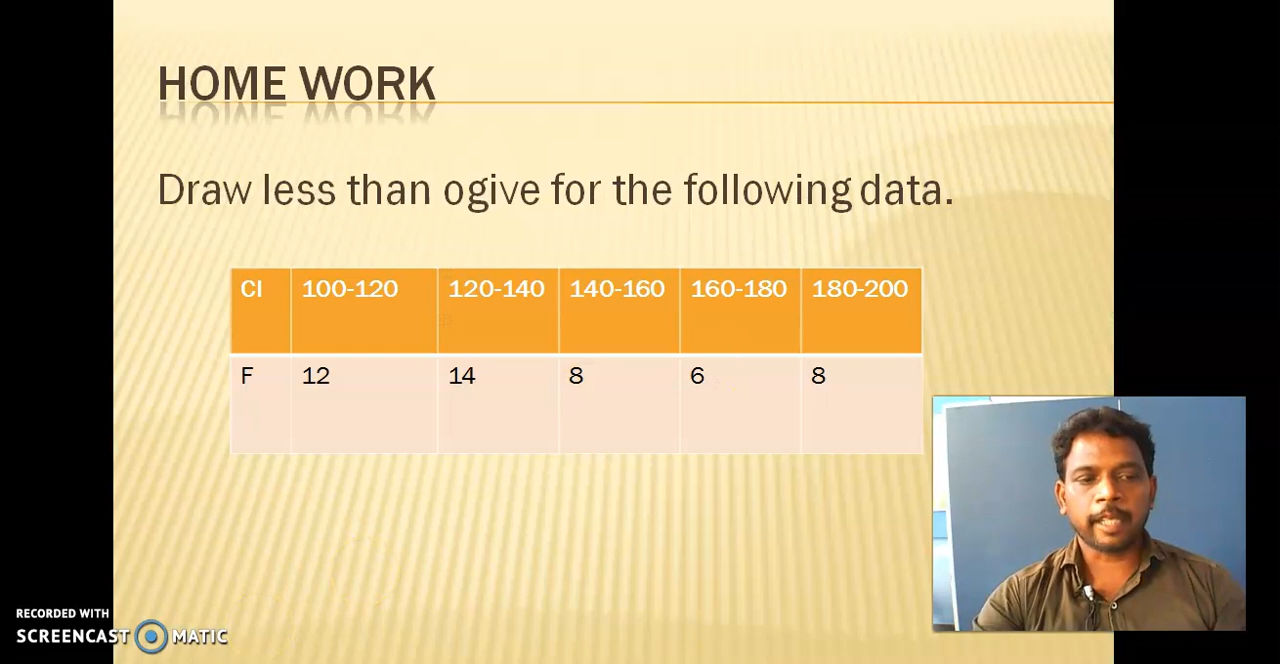 HOME WORK
Draw less than ogive for the following data.
CI 100-120 120-140 140-160 160-180 180-200
F 12 14 8 6 8
RECORDED WITH
SCREENCAST MATIC